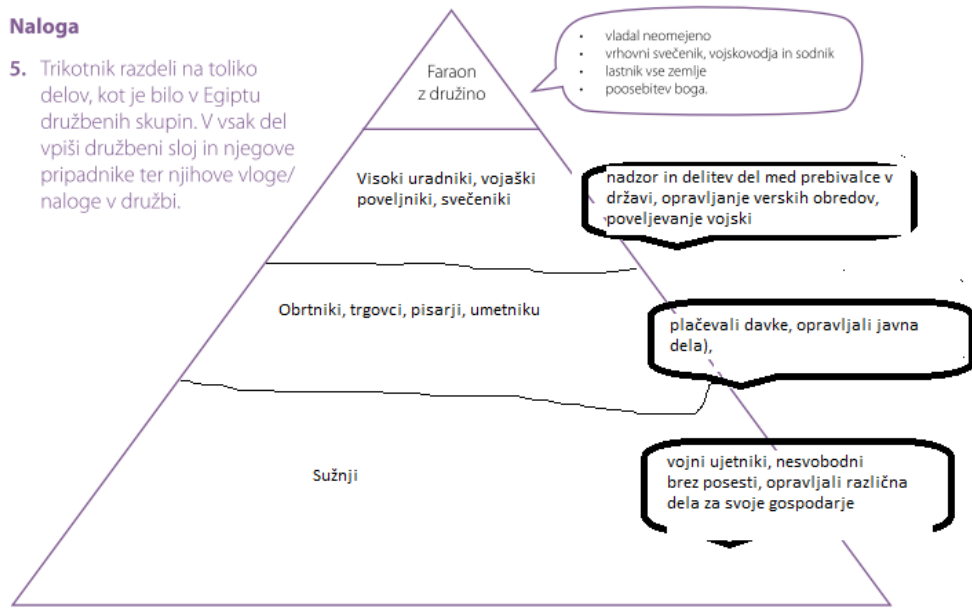 Naloga
5. Trikotnik razdeli na toliko
delov, kot je bilo v Egiptu
družbenih skupin. V vsak del
vpiši družbeni sloj in njegove
pripadnike ter njihove vloge/
naloge v družbi.
Faraon
z družino
• vladal neomejeno
• vrhovni svečenik, vojskovodja in sodnik
• lastnik vse zemlje
• poosebitev boga.
Visoki uradniki, vojaški
poveljniki, svečeniki
nadzor in delitev del med prebivalce v
državi, opravljanje verskih obredov,
poveljevanje vojski
Obrtniki, trgovci, pisarji, umetniku
plačevali davke, opravljali javna
dela),
Sužnji
vojni ujetniki, nesvobodni
brez posesti, opravljali različna
dela za svoje gospodarje